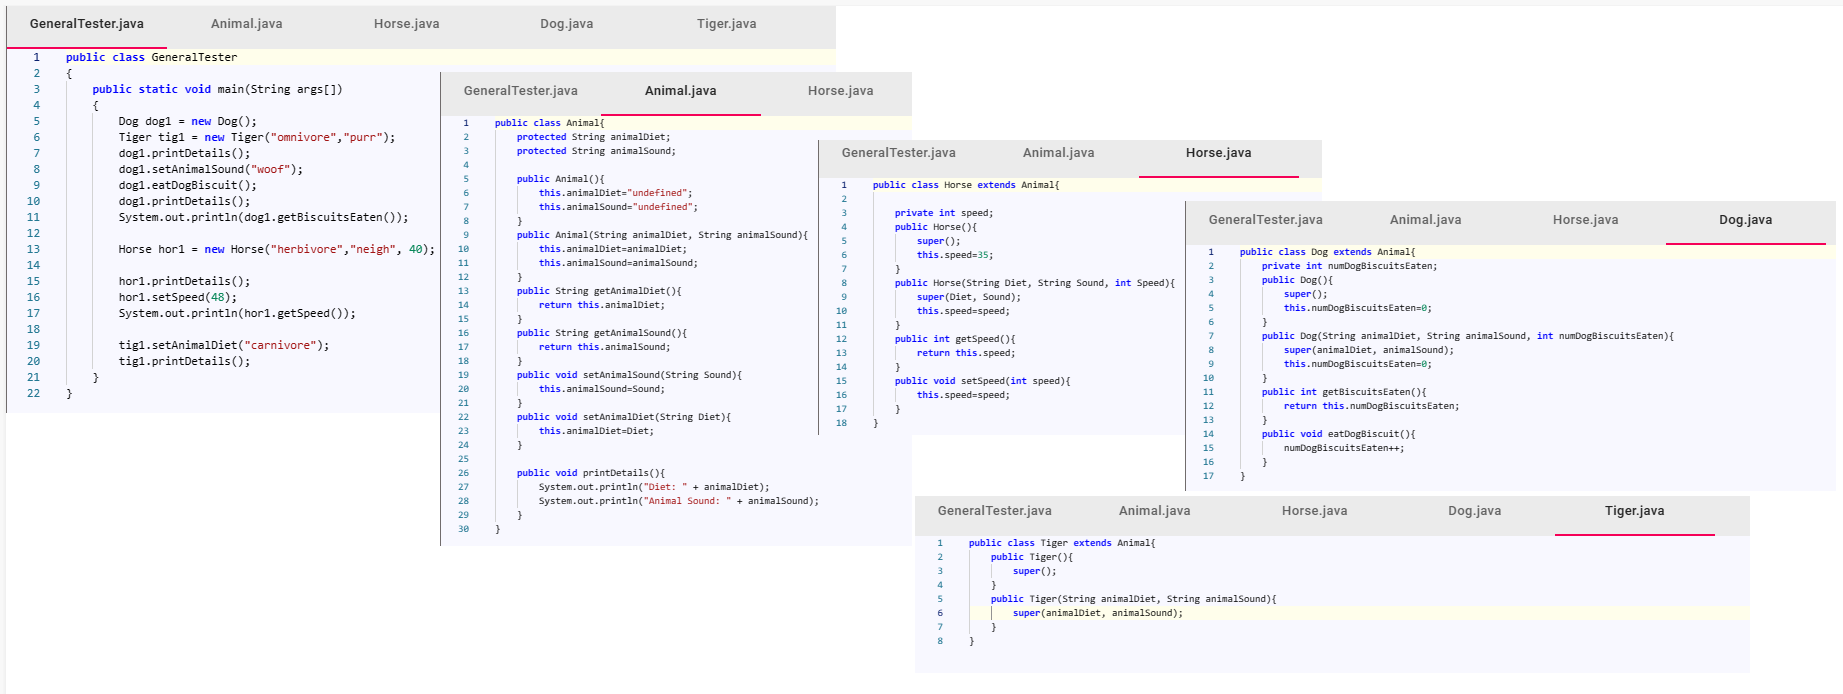 GeneralTester.java Animal.java Horse.java Dog.java Tiger.java
1 public class GeneralTester
2 {
3 public static void main(String args[])
4 {
5 Dog dog1 = new Dog();
6 Tiger tig1 = new Tiger("omnivore","purr");
7 dog1.printDetails();
8 dog1.setAnimalSound("woof");
9 dog1.eatDogBiscuit();
10 dog1.printDetails();
11 System.out.println(dog1.getBiscuitsEaten());
12
13 Horse hor1 = new Horse("herbivore","neigh", 40);
14
15 hor1.printDetails();
16 hor1.setSpeed(48);
17 System.out.println(hor1.getSpeed());
18
19 tig1.setAnimalDiet("carnivore");
20 tig1.printDetails();
21 }
22 }
GeneralTester.java Animal.java Horse.java
1 public class Animal{
2 protected String animalDiet;
3 protected String animalSound;
4
5 public Animal(){
6 this.animalDiet="undefined";
7 this.animalSound="undefined";
8 }
9 public Animal(String animalDiet, String animalSound){
10 this.animalDiet=animalDiet;
11 this.animalSound=animalSound;
12 }
13 public String getAnimalDiet(){
14 return this.animalDiet;
15 }
16 public String getAnimalSound(){
17 return this.animalSound;
18 }
19 public void setAnimalSound(String Sound){
20 this.animalSound=Sound;
21 }
22 public void setAnimalDiet(String Diet){
23 this.animalDiet=Diet;
24 }
25
26 public void printDetails(){
27 System.out.println("Diet: " + animalDiet);
28 System.out.println("Animal Sound: " + animalSound);
29 }
30 }
GeneralTester.java Animal.java Horse.java
1 public class Horse extends Animal{
2
3 private int speed;
4 public Horse(){
5 super();
6 this.speed=35;
7 }
8 public Horse(String Diet, String Sound, int Speed){
9 super(Diet, Sound);
10 this.speed=speed;
11 }
12 public int getSpeed(){
13 return this.speed;
14 }
15 public void setSpeed(int speed){
16 this.speed=speed;
17 }
18 }
GeneralTester.java Animal.java Horse.java Dog.java
1 public class Dog extends Animal{
2 private int numDogBiscuitsEaten;
3 public Dog(){
4 super();
5 this.numDogBiscuitsEaten=0;
6 }
7 public Dog(String animalDiet, String animalSound, int numDogBiscuitsEaten){
8 super(animalDiet, animalSound);
9 this.numDogBiscuitsEaten=0;
10 }
11 public int getBiscuitsEaten(){
12 return this.numDogBiscuitsEaten;
13 }
14 public void eatDogBiscuit(){
15 numDogBiscuitsEaten++;
16 }
17 }
GeneralTester.java Animal.java Horse.java Dog.java Tiger.java
1 public class Tiger extends Animal{
2 public Tiger(){
3 super();
4 }
5 public Tiger(String animalDiet, String animalSound){
6 super(animalDiet, animalSound);
7 }
8 }